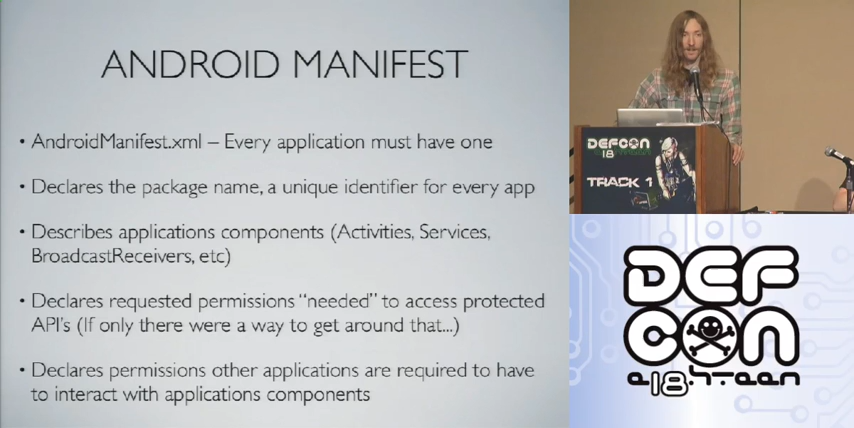 ANDROID MANIFEST
• AndroidManifest.xml – Every application must have one
• Declares the package name, a unique identifier for every app
• Describes applications components (Activities, Services,
BroadcastReceivers, etc)
• Declares requested permissions “needed” to access protected
API's (If only there were a way to get around that...)
• Declares permissions other applications are required to have
to interact with applications components
DEFCON
18
TRACK 1
DEF
CON
e18h.teen